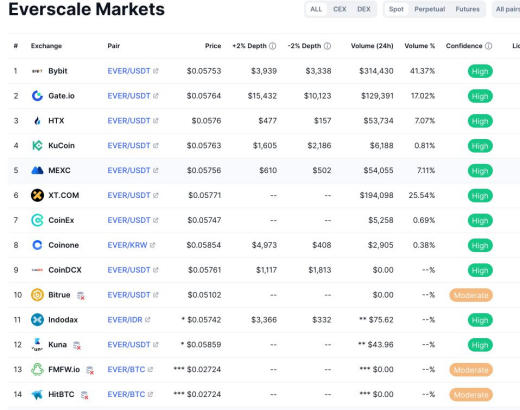 Everscale Markets
ALL CEX DEX Spot Perpetual Futures All pairs
# Exchange Pair Price +2% Depth -2% Depth Volume (24h) Volume % Confidence Lic
1 Bybit EVER/USDT $0.05753 $3,939 $3,338 $314,430 41.37% High
2 Gate.io EVER/USDT $0.05764 $15,432 $10,123 $129,391 17.02% High
3 HTX EVER/USDT $0.0576 $477 $157 $53,734 7.07% High
4 KuCoin EVER/USDT $0.05763 $1,605 $2,186 $6,188 0.81% High
5 MEXC EVER/USDT $0.05756 $610 $502 $54,055 7.11% High
6 XT.COM EVER/USDT $0.05771 -- -- $194,098 25.54% High
7 CoinEx EVER/USDT $0.05747 -- -- $5,258 0.69% High
8 Coinone EVER/KRW $0.05854 $4,973 $408 $2,905 0.38% High
9 CoinDCX EVER/USDT $0.05761 $1,117 $1,813 $0.00 --% High
10 Bitrue EVER/USDT $0.05102 -- -- $0.00 --% Moderate
11 Indodax EVER/IDR * $0.05742 $3,366 $332 ** $75.62 --% High
12 Kuna EVER/USDT * $0.05859 -- -- ** $43.96 --% High
13 FMFW.io EVER/BTC *** $0.02724 -- -- *** $0.00 --% Moderate
14 HitBTC EVER/BTC *** $0.02724 -- -- *** $0.00 --% Moderate